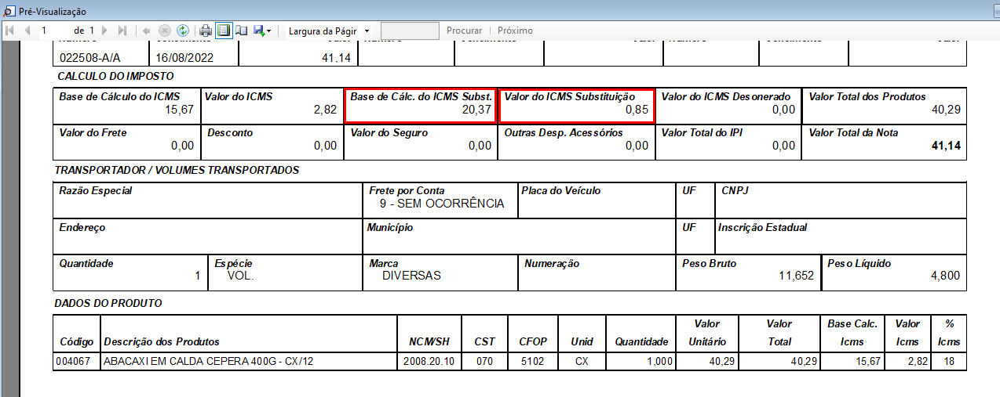 Pré-Visualização
1 de 1 Largura da Págir Procurar Próximo
022508-A/A 16/08/2022 41,14
CALCULO DO IMPOSTO
Base de Cálculo do ICMS Valor do ICMS Base de Cálc. do ICMS Subst. Valor do ICMS Substituição Valor do ICMS Desonerado Valor Total dos Produtos
15,67 2,82 20,37 0,85 0,00 40,29
Valor do Frete Desconto Valor do Seguro Outras Desp. Acessórios Valor Total do IPI Valor Total da Nota
0,00 0,00 0,00 0,00 0,00 41,14
TRANSPORTADOR / VOLUMES TRANSPORTADOS
Razão Especial Frete por Conta Placa do Veículo UF CNPJ
9 - SEM OCORRÊNCIA
Endereço Município UF Inscrição Estadual
Quantidade Espécie Marca Numeração Peso Bruto Peso Líquido
1 VOL. DIVERSAS 11,652 4,800
DADOS DO PRODUTO
Valor Valor Base Calc. Valor %
Código Descrição dos Produtos NCM/SH CST CFOP Unid Quantidade Unitário Total Icms Icms Icms
004067 ABACAXI EM CALDA CEPERA 400G - CX/12 2008.20.10 070 5102 CX 1,000 40,29 40,29 15,67 2,82 18